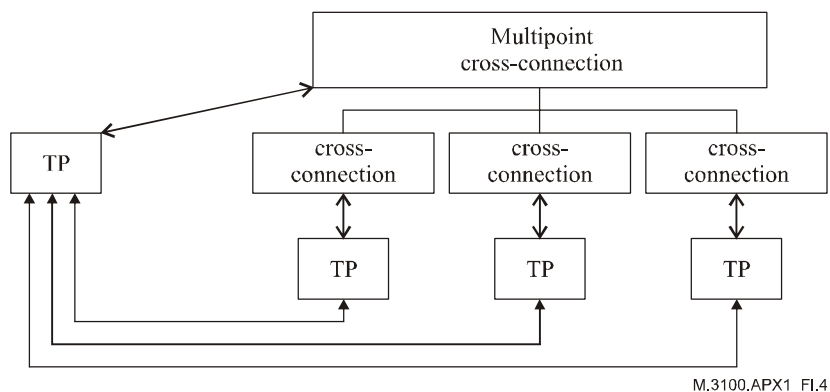 Multipoint
cross-connection
TP
cross-
connection
cross-
connection
cross-
connection
TP
TP
TP
M.3100.APX1_FI.4